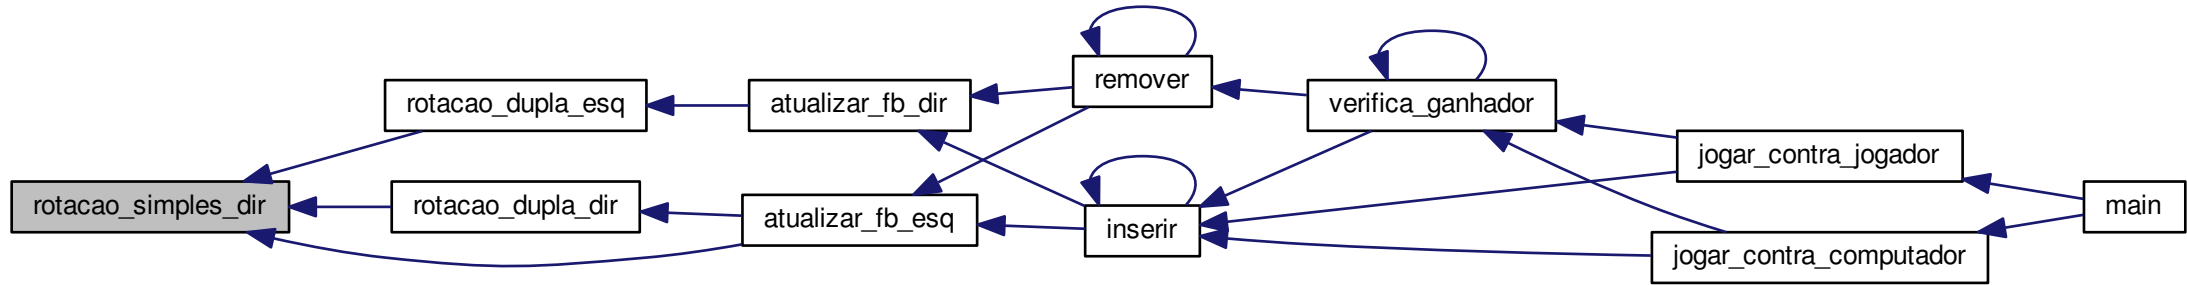 rotacao_simples_dir
rotacao_dupla_esq
rotacao_dupla_dir
atualizar_fb_dir
atualizar_fb_esq
remover
inserir
verifica_ganhador
jogar_contra_jogador
jogar_contra_computador
main